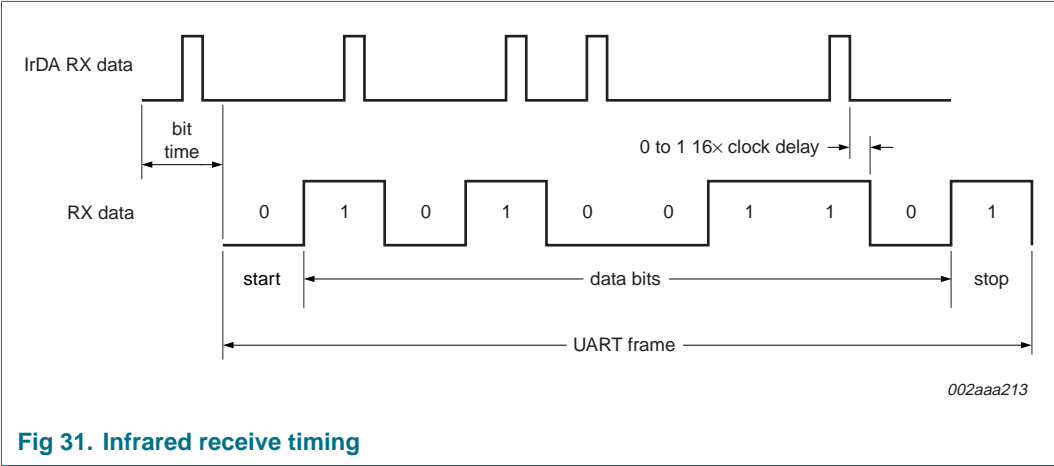 IrDA RX data
bit
time
0 to 1 16× clock delay
RX data
0 1 0 1 0 0 1 1 0 1
start data bits stop
UART frame
002aaa213
Fig 31. Infrared receive timing